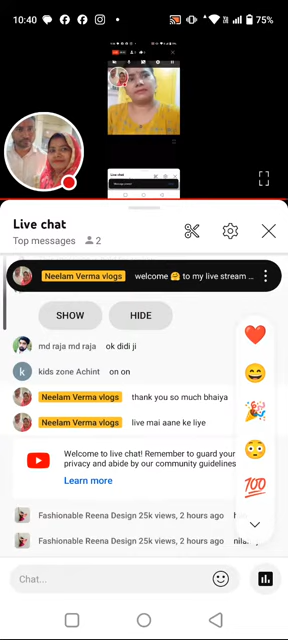 10:40
75%
Live chat
Top messages 2
Neelam Verma vlogs welcome 🤗 to my live stream ...
SHOW HIDE
md raja md raja ok didi ji
k kids zone Achint on on
Neelam Verma vlogs thank you so much bhaiya
Neelam Verma vlogs live mai aane ke liye
Welcome to live chat! Remember to guard your
privacy and abide by our community guidelines
Learn more
Fashionable Reena Design 25k views, 2 hours ago
Fashionable Reena Design 25k views, 2 hours ago
Chat...